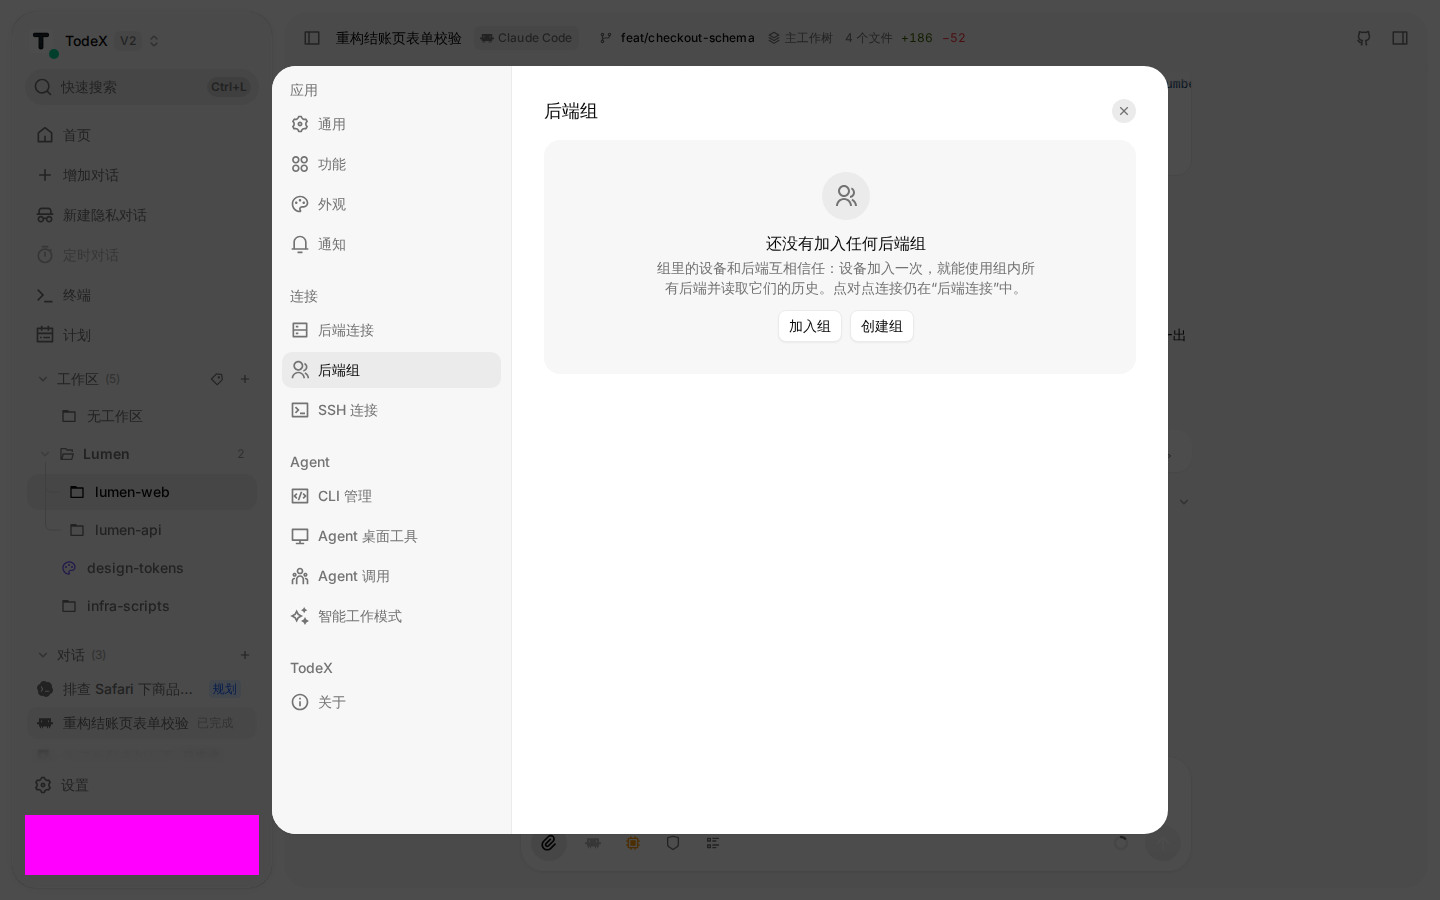 TodeX V2
快速搜索 Ctrl+L
首页
增加对话
新建隐私对话
定时对话
终端
计划
工作区 (5)
无工作区
Lumen 2
lumen-web
lumen-api
design-tokens
infra-scripts
对话 (3)
排查 Safari 下商品... 规划
重构结账页表单校验 已完成
设置
重构结账页表单校验 Claude Code feat/checkout-schema 主工作树 4 个文件 +186 −52
应用
通用
功能
外观
通知
连接
后端连接
后端组
SSH 连接
Agent
CLI 管理
Agent 桌面工具
Agent 调用
智能工作模式
TodeX
关于
后端组
还没有加入任何后端组
组里的设备和后端互相信任：设备加入一次，就能使用组内所
有后端并读取它们的历史。点对点连接仍在“后端连接”中。
加入组 创建组
出